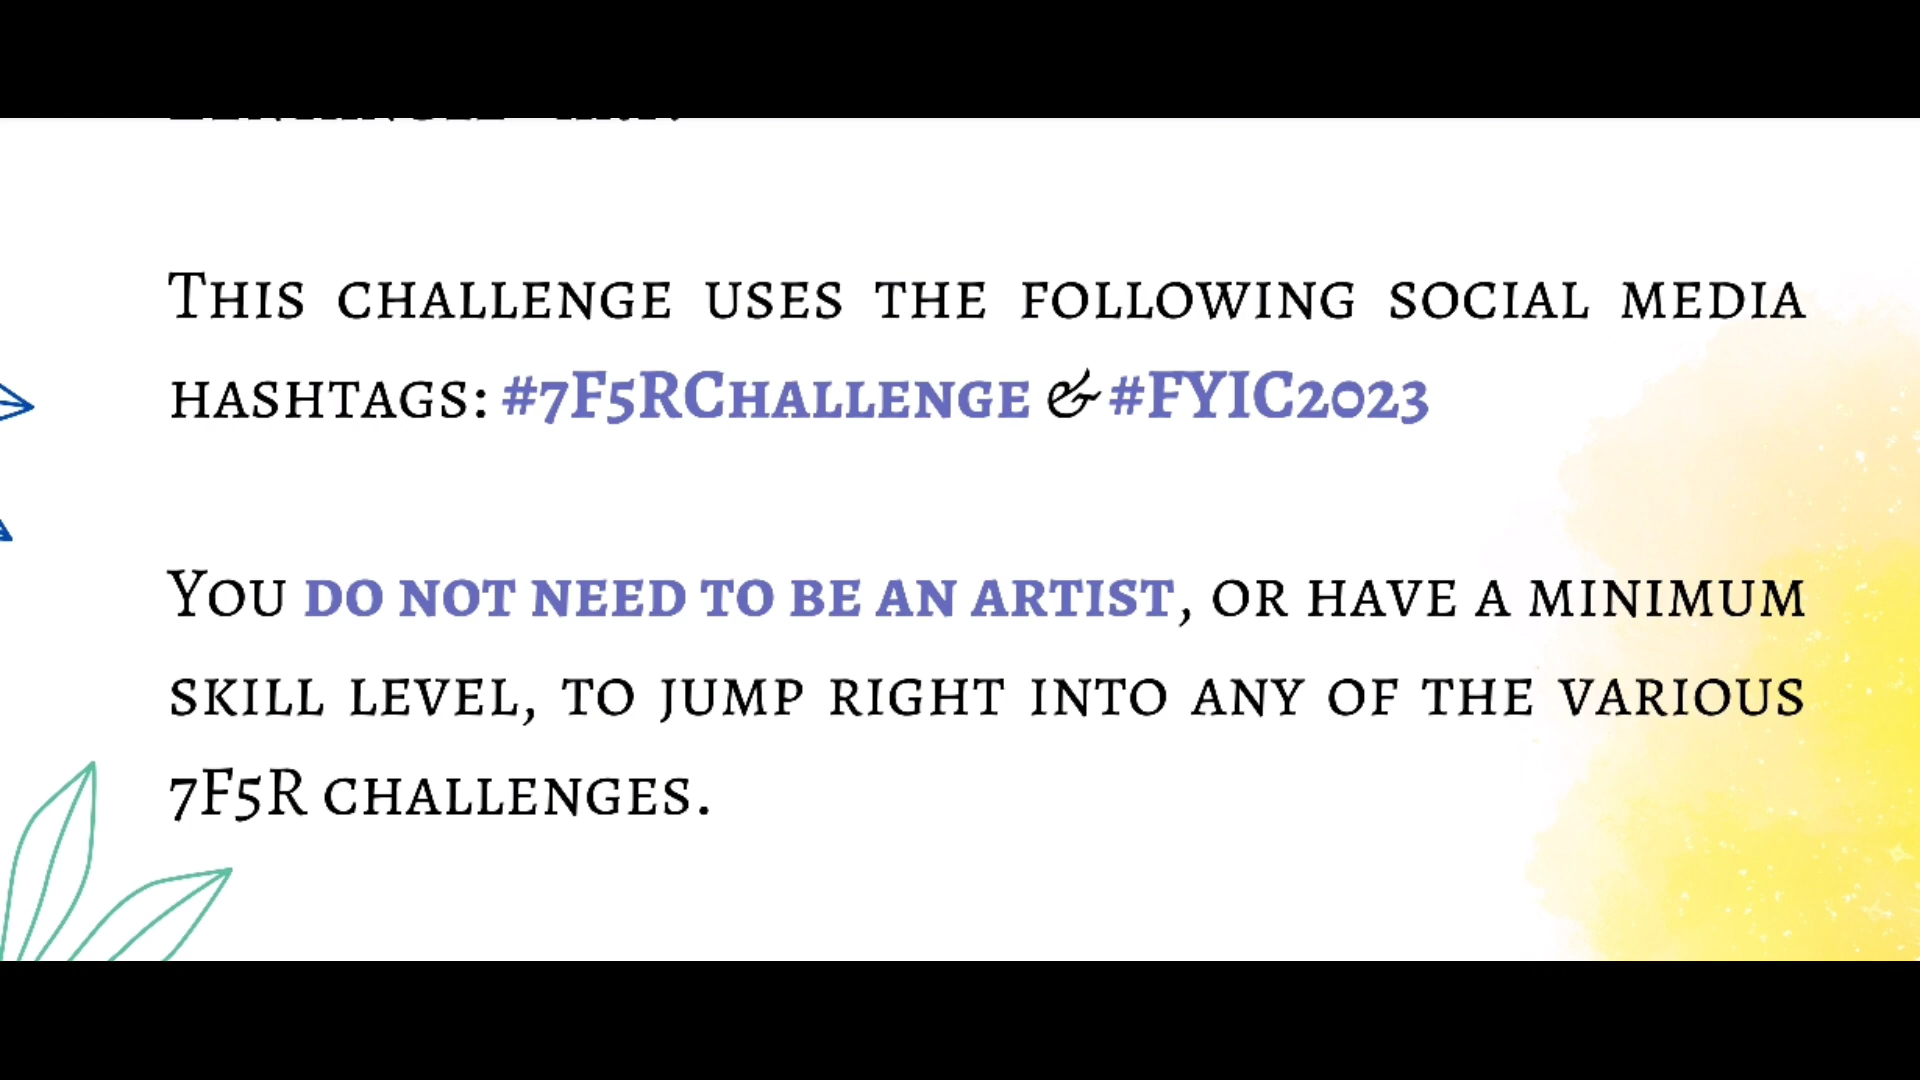 This challenge uses the following social media
hashtags: #7F5RChallenge & #FYIC2023
You do not need to be an artist, or have a minimum
skill level, to jump right into any of the various
7F5R challenges.